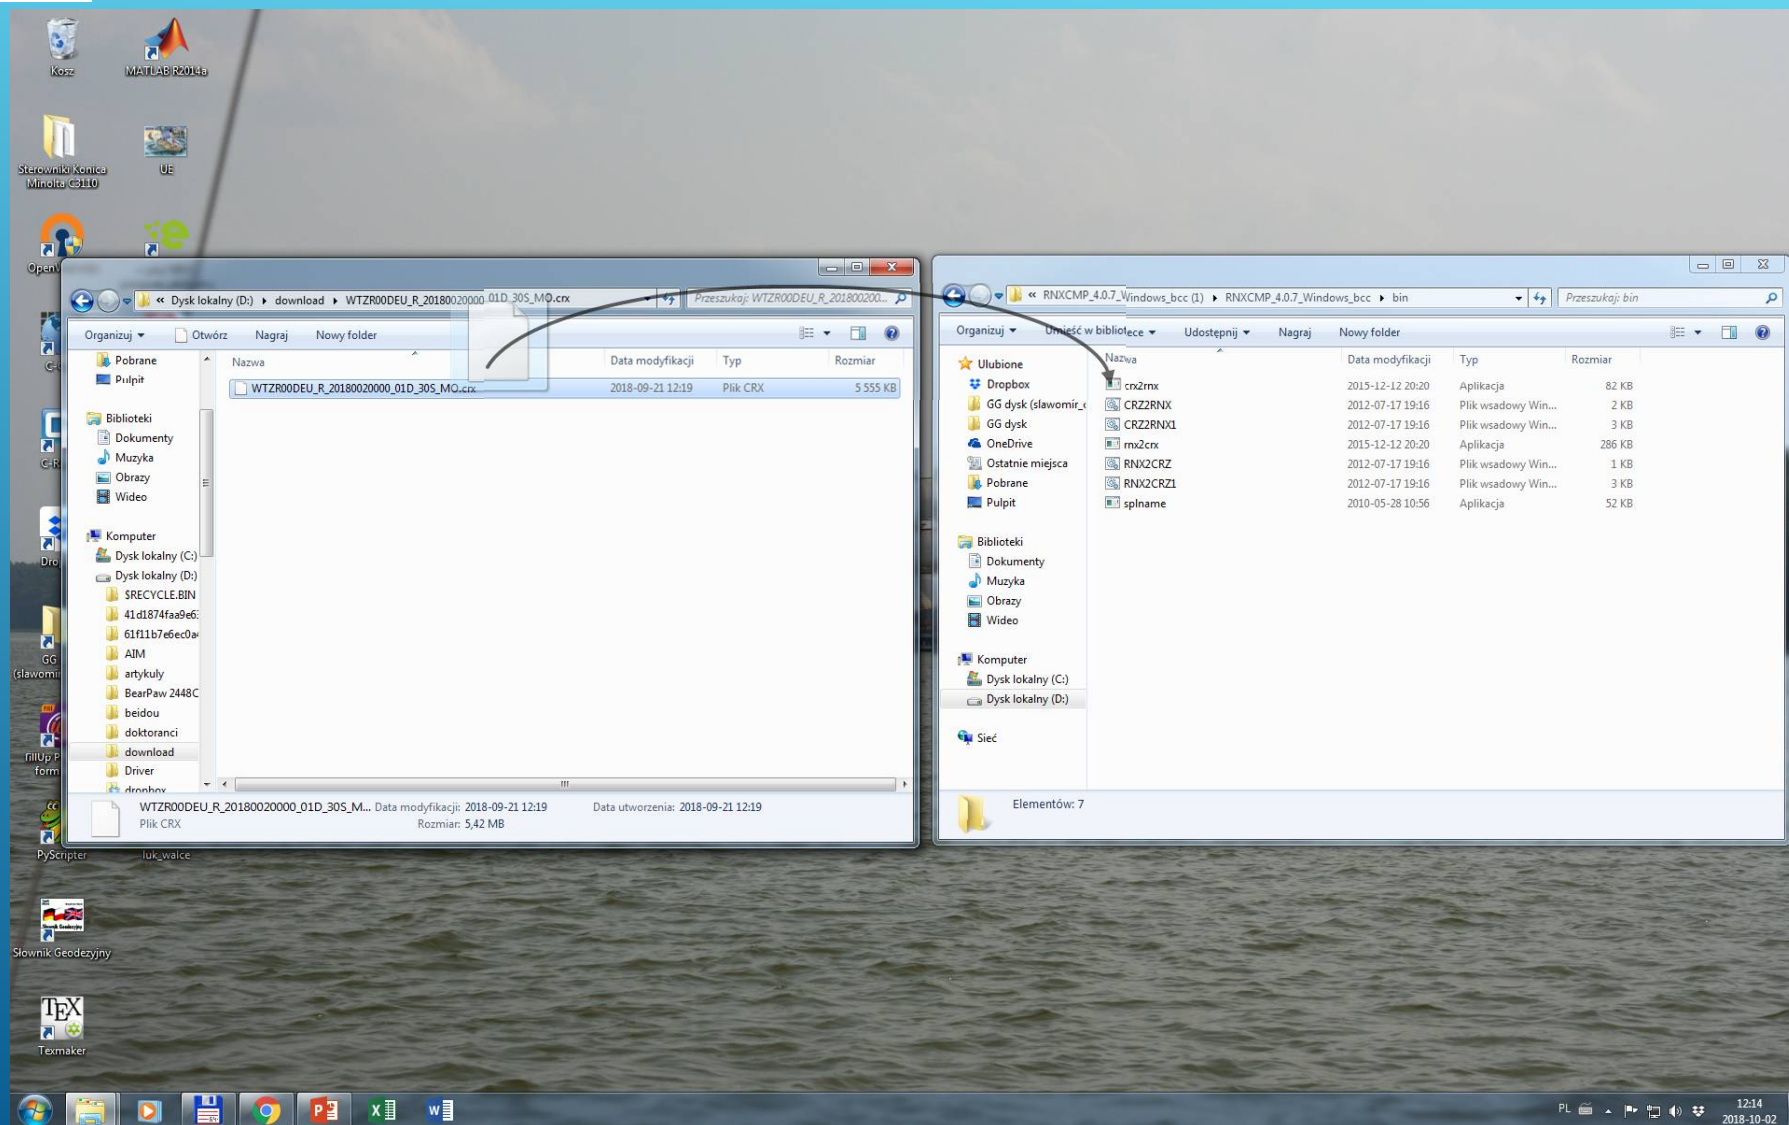 Kosz
MATLAB R2014a
Sterowniki Konica
Minolta C3110
UE
« Dysk lokalny (D:) ▸ download ▸ WTZR00DEU_R_20180020000_01D_30S_MO.crx
Przeszukaj: WTZR00DEU_R_201800200...
Organizuj
Otwórz
Nagraj
Nowy folder
Pobrane
Pulpit
Biblioteki
Dokumenty
Muzyka
Obrazy
Wideo
Komputer
Dysk lokalny (C:)
Dysk lokalny (D:)
$RECYCLE.BIN
AIM
artykuly
BearPaw 2448C
beidou
doktoranci
download
Driver
dropbox
Nazwa
Data modyfikacji
Typ
Rozmiar
WTZR00DEU_R_20180020000_01D_30S_MO.crx
2018-09-21 12:19
Plik CRX
5 555 KB
WTZR00DEU_R_20180020000_01D_30S_M... Data modyfikacji: 2018-09-21 12:19 Data utworzenia: 2018-09-21 12:19
Plik CRX Rozmiar: 5,42 MB
« RNXCMP_4.0.7_Windows_bcc (1) ▸ RNXCMP_4.0.7_Windows_bcc ▸ bin
Przeszukaj: bin
Organizuj
Umieść w bibliotece
Udostępnij
Nagraj
Nowy folder
Ulubione
Dropbox
GG dysk (slawomir_
GG dysk
OneDrive
Ostatnie miejsca
Pobrane
Pulpit
Biblioteki
Dokumenty
Muzyka
Obrazy
Wideo
Komputer
Dysk lokalny (C:)
Dysk lokalny (D:)
Sieć
Nazwa Data modyfikacji Typ Rozmiar
crx2rnx 2015-12-12 20:20 Aplikacja 82 KB
CRZ2RNX 2012-07-17 19:16 Plik wsadowy Win... 2 KB
CRZ2RNX1 2012-07-17 19:16 Plik wsadowy Win... 3 KB
rnx2crx 2015-12-12 20:20 Aplikacja 286 KB
RNX2CRZ 2012-07-17 19:16 Plik wsadowy Win... 1 KB
RNX2CRZ1 2012-07-17 19:16 Plik wsadowy Win... 3 KB
splname 2010-05-28 10:56 Aplikacja 52 KB
Elementów: 7
PyScripter
luk_walce
Słownik Geodezyjny
TEX
Texmaker
PL
12:14
2018-10-02